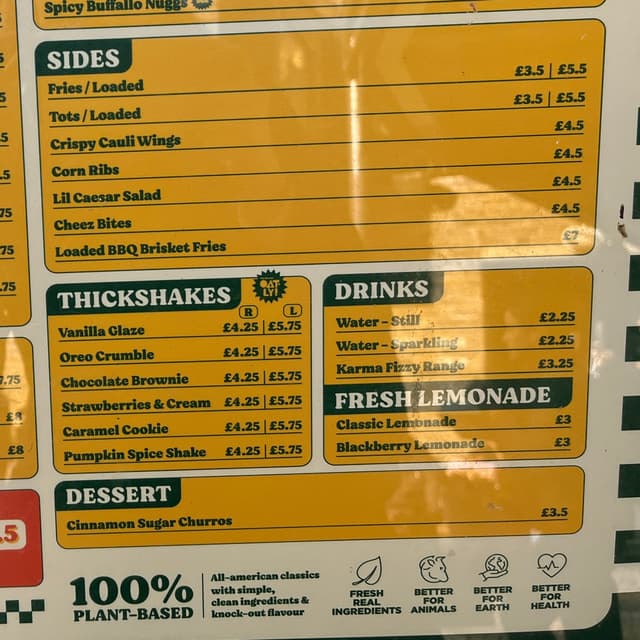 Spicy Buffalo Nuggs
SIDES
Fries / Loaded £3.5 | £5.5
Tots / Loaded £3.5 | £5.5
Crispy Cauli Wings £4.5
Corn Ribs £4.5
Lil Caesar Salad £4.5
Cheez Bites £4.5
Loaded BBQ Brisket Fries £7
THICKSHAKES
OATLY!
R L
Vanilla Glaze £4.25 | £5.75
Oreo Crumble £4.25 | £5.75
Chocolate Brownie £4.25 | £5.75
Strawberries & Cream £4.25 | £5.75
Caramel Cookie £4.25 | £5.75
Pumpkin Spice Shake £4.25 | £5.75
DRINKS
Water – Still £2.25
Water – Sparkling £2.25
Karma Fizzy Range £3.25
FRESH LEMONADE
Classic Lemonade £3
Blackberry Lemonade £3
DESSERT
Cinnamon Sugar Churros £3.5
100%
PLANT-BASED
All-american classics
with simple,
clean ingredients &
knock-out flavour
FRESH
REAL
INGREDIENTS
BETTER
FOR
ANIMALS
BETTER
FOR
EARTH
BETTER
FOR
HEALTH
£8
£8
.5